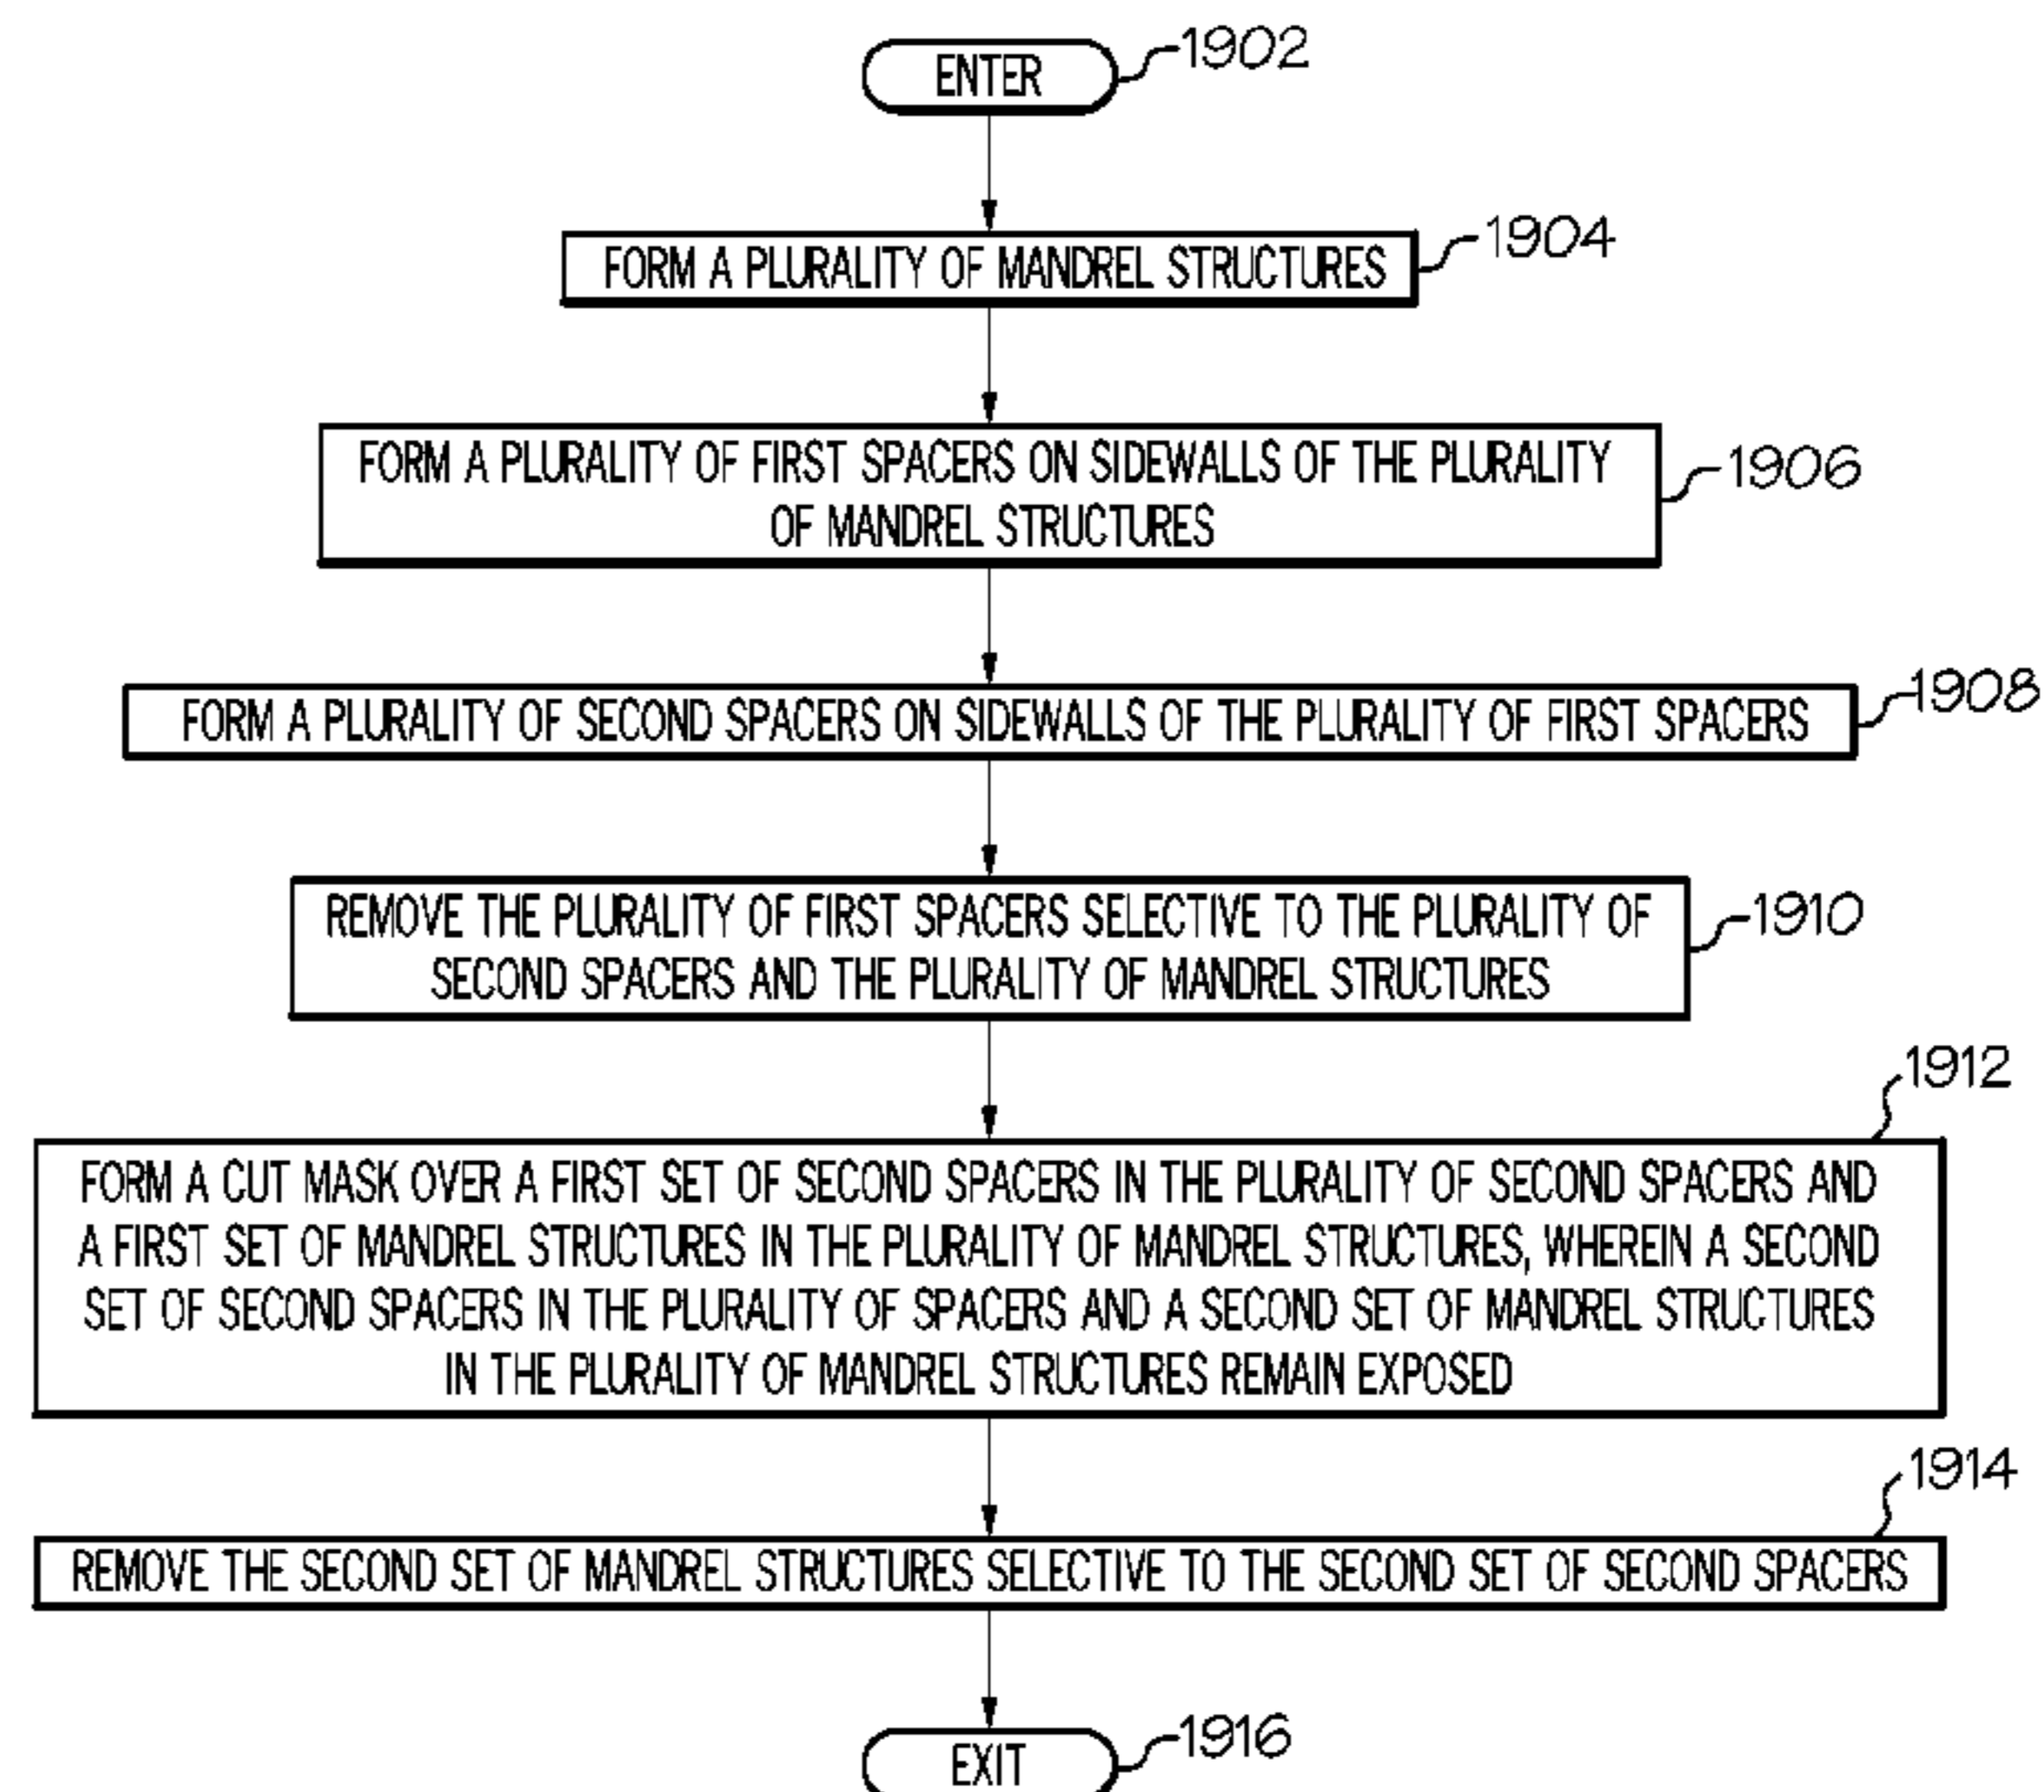 ENTER
1902
FORM A PLURALITY OF MANDREL STRUCTURES
1904
FORM A PLURALITY OF FIRST SPACERS ON SIDEWALLS OF THE PLURALITY
OF MANDREL STRUCTURES
1906
FORM A PLURALITY OF SECOND SPACERS ON SIDEWALLS OF THE PLURALITY OF FIRST SPACERS
1908
REMOVE THE PLURALITY OF FIRST SPACERS SELECTIVE TO THE PLURALITY OF
SECOND SPACERS AND THE PLURALITY OF MANDREL STRUCTURES
1910
1912
FORM A CUT MASK OVER A FIRST SET OF SECOND SPACERS IN THE PLURALITY OF SECOND SPACERS AND
A FIRST SET OF MANDREL STRUCTURES IN THE PLURALITY OF MANDREL STRUCTURES, WHEREIN A SECOND
SET OF SECOND SPACERS IN THE PLURALITY OF SPACERS AND A SECOND SET OF MANDREL STRUCTURES
IN THE PLURALITY OF MANDREL STRUCTURES REMAIN EXPOSED
1914
REMOVE THE SECOND SET OF MANDREL STRUCTURES SELECTIVE TO THE SECOND SET OF SECOND SPACERS
EXIT
1916